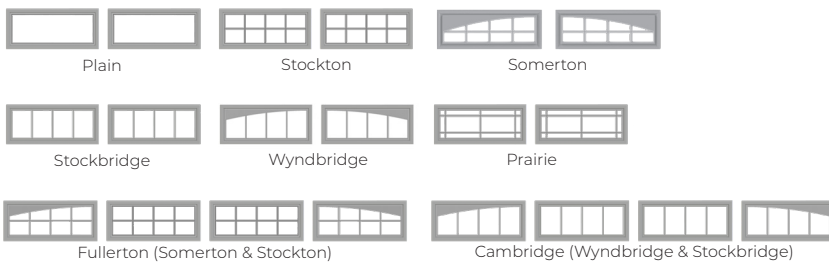 Plain
Stockton
Somerton
Stockbridge
Wyndbridge
Prairie
Fullerton (Somerton & Stockton)
Cambridge (Wyndbridge & Stockbridge)